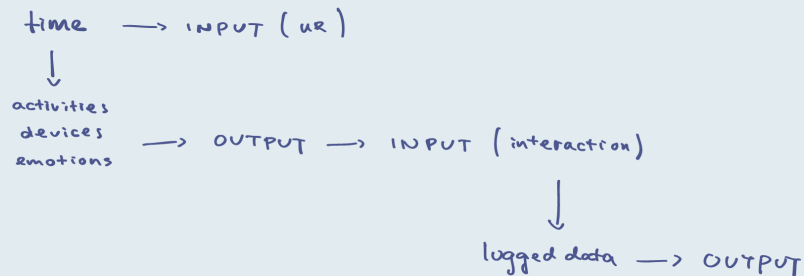 time → INPUT (UR)
↓
activities
devices
emotions
→ OUTPUT → INPUT (interaction)
↓
logged data → OUTPUT